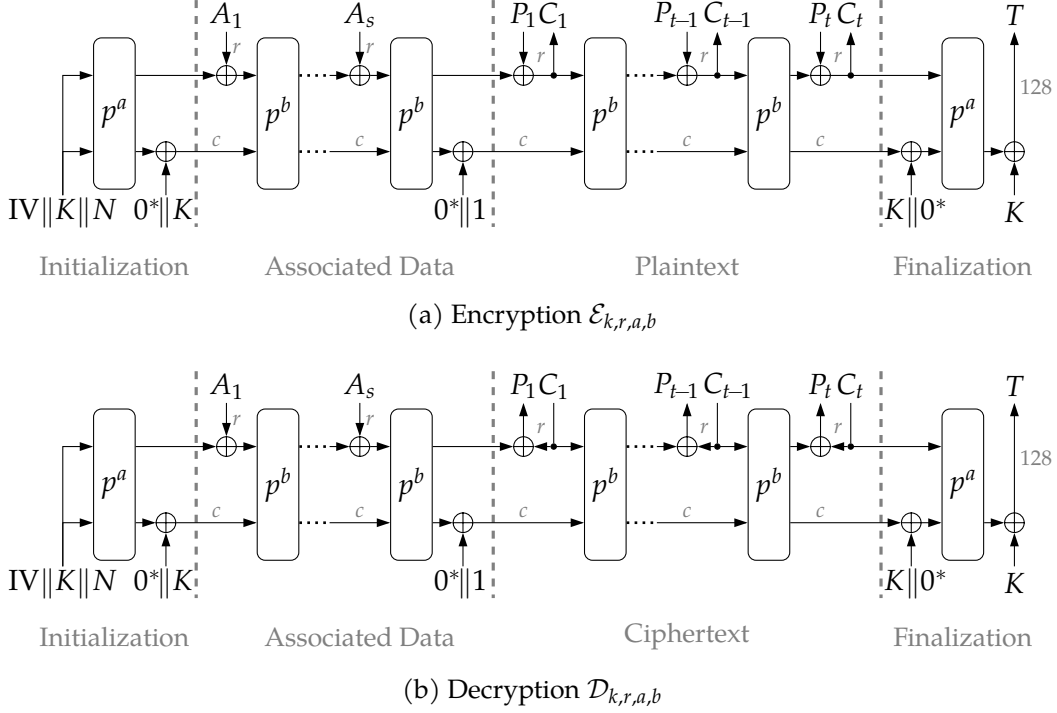 A₁ Aₛ P₁ C₁ Pₜ₋₁ Cₜ₋₁ Pₜ Cₜ T
r r r r r
128
pᵃ pᵇ pᵇ pᵇ pᵇ pᵃ
c c c c
IV‖K‖N 0*‖K 0*‖1 K‖0* K
Initialization Associated Data Plaintext Finalization
(a) Encryption ℰk,r,a,b
A₁ Aₛ P₁ C₁ Pₜ₋₁ Cₜ₋₁ Pₜ Cₜ T
r r r r r
128
pᵃ pᵇ pᵇ pᵇ pᵇ pᵃ
c c c c
IV‖K‖N 0*‖K 0*‖1 K‖0* K
Initialization Associated Data Ciphertext Finalization
(b) Decryption 𝒟k,r,a,b